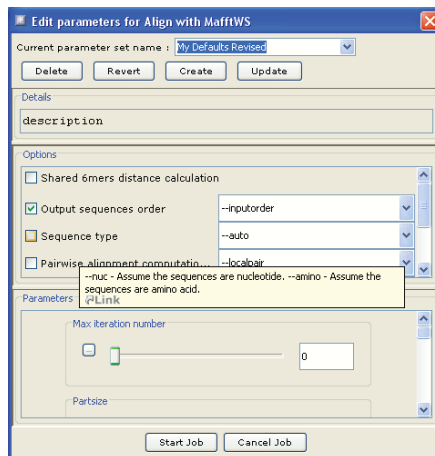 Edit parameters for Align with MafftWS
Current parameter set name : My Defaults Revised
Delete Revert Create Update
Details
description
Options
Shared 6mers distance calculation
Output sequences order --inputorder
Sequence type --auto
Pairwise alignment computatio... --localpair
--nuc - Assume the sequences are nucleotide. --amino - Assume the
sequences are amino acid.
Link
Parameters
Max iteration number
0
Partsize
Start Job Cancel Job